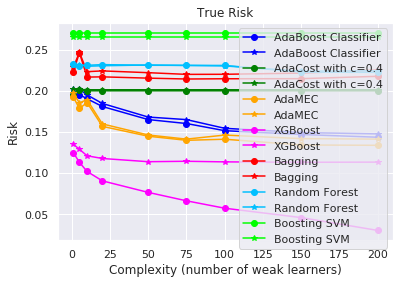 True Risk
AdaBoost Classifier
AdaBoost Classifier
AdaCost with c=0.4
AdaCost with c=0.4
AdaMEC
AdaMEC
XGBoost
XGBoost
Bagging
Bagging
Random Forest
Random Forest
Boosting SVM
Boosting SVM
Risk
0.25
0.20
0.15
0.10
0.05
0 25 50 75 100 125 150 175 200
Complexity (number of weak learners)